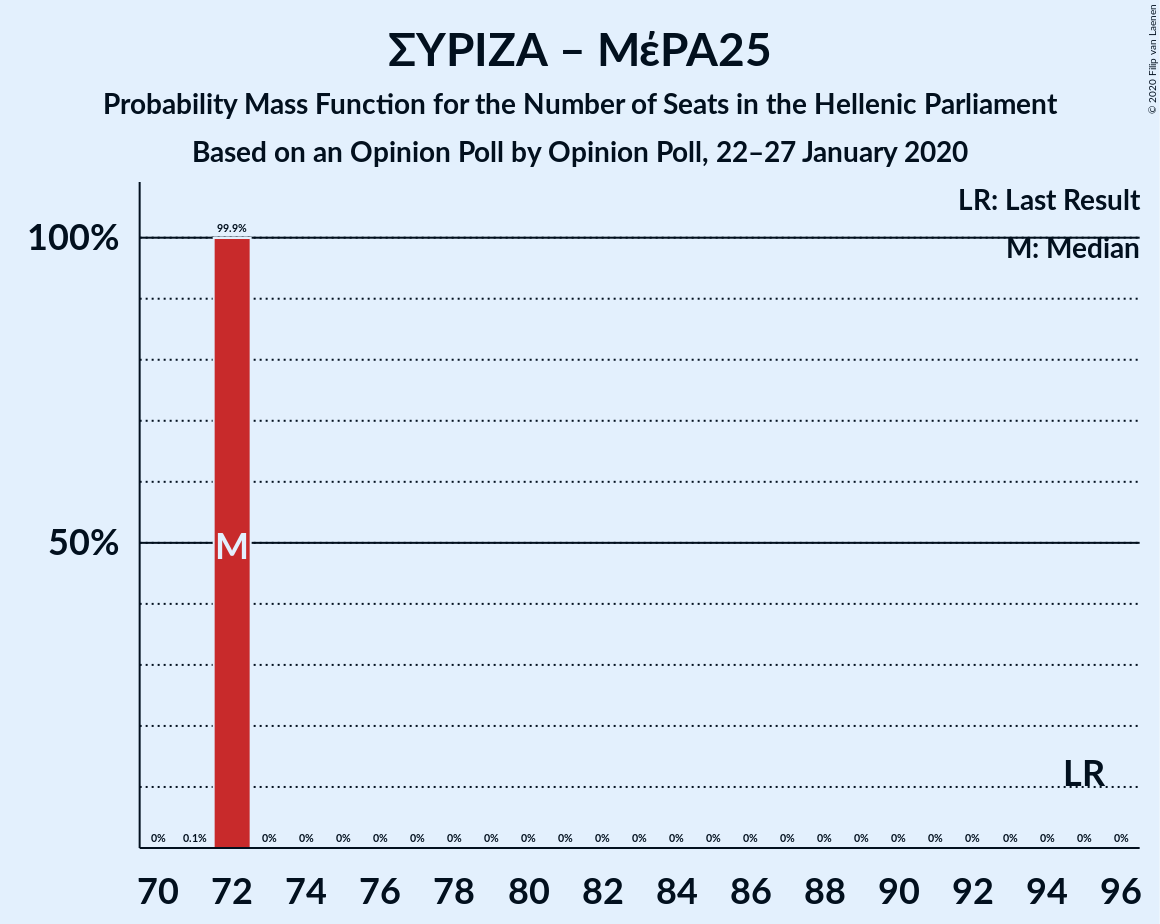 ΣΥΡΙΖΑ – ΜέΡΑ25
Probability Mass Function for the Number of Seats in the Hellenic Parliament
Based on an Opinion Poll by Opinion Poll, 22–27 January 2020
© 2020 Filip van Laenen
LR: Last Result
M: Median
99.9%
100%
50%
M
LR
0% 0.1% 0% 0% 0% 0% 0% 0% 0% 0% 0% 0% 0% 0% 0% 0% 0% 0% 0% 0% 0% 0% 0% 0% 0% 0%
70 72 74 76 78 80 82 84 86 88 90 92 94 96